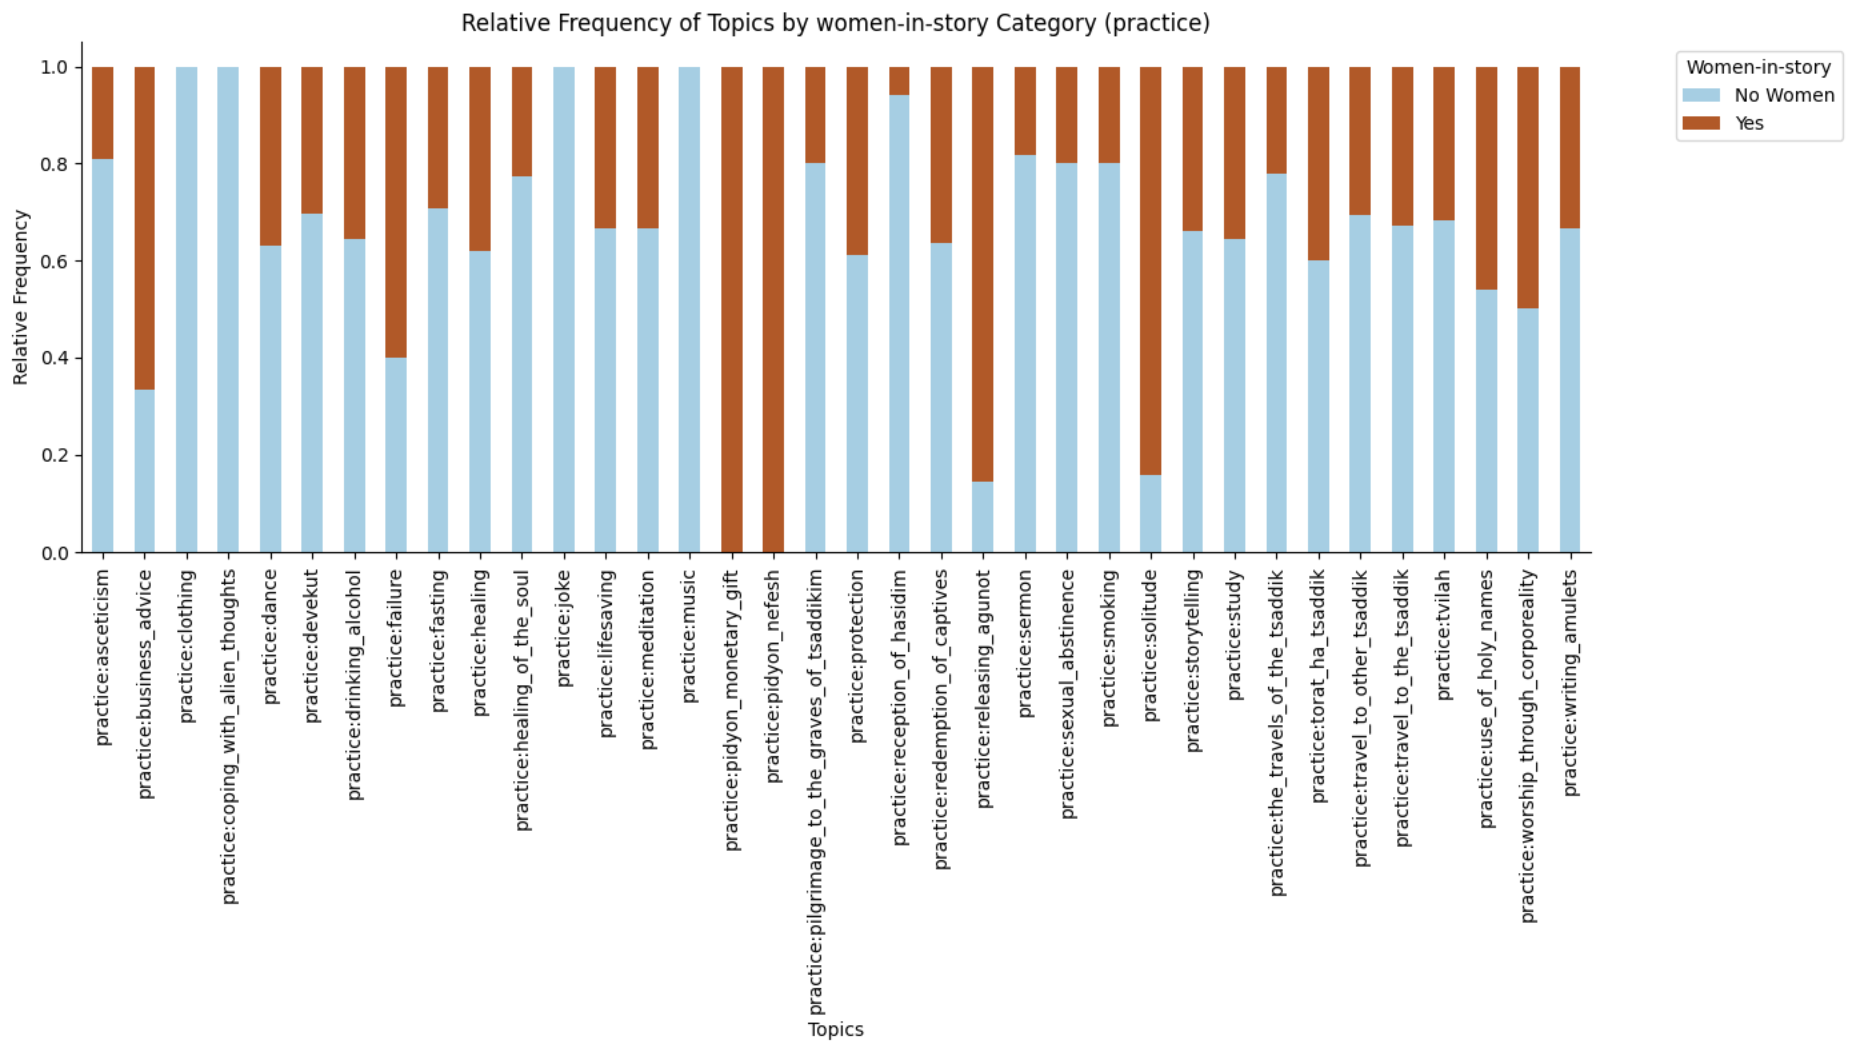 Relative Frequency of Topics by women-in-story Category (practice)
Women-in-story
No Women
Yes
Relative Frequency
1.0
0.8
0.6
0.4
0.2
0.0
practice:asceticism
practice:business_advice
practice:clothing
practice:coping_with_alien_thoughts
practice:dance
practice:devekut
practice:drinking_alcohol
practice:failure
practice:fasting
practice:healing
practice:healing_of_the_soul
practice:joke
practice:lifesaving
practice:meditation
practice:music
practice:pidyon_monetary_gift
practice:pidyon_nefesh
practice:pilgrimage_to_the_graves_of_tsaddikim
practice:protection
practice:reception_of_hasidim
practice:redemption_of_captives
practice:releasing_agunot
practice:sermon
practice:sexual_abstinence
practice:smoking
practice:solitude
practice:storytelling
practice:study
practice:the_travels_of_the_tsaddik
practice:torat_ha_tsaddik
practice:travel_to_other_tsaddik
practice:travel_to_the_tsaddik
practice:tvilah
practice:use_of_holy_names
practice:worship_through_corporeality
practice:writing_amulets
Topics